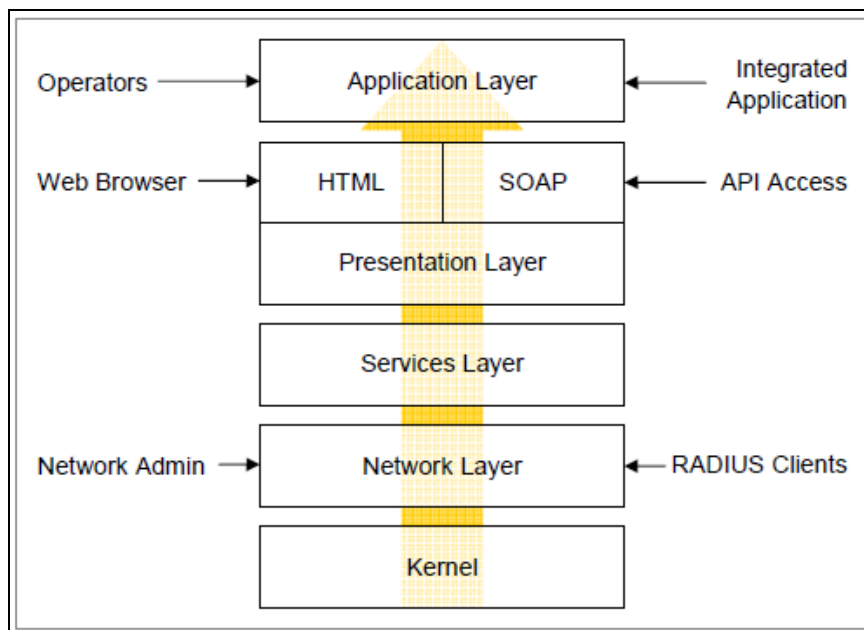 Operators
Application Layer
Integrated
Application
Web Browser
HTML
SOAP
API Access
Presentation Layer
Services Layer
Network Admin
Network Layer
RADIUS Clients
Kernel